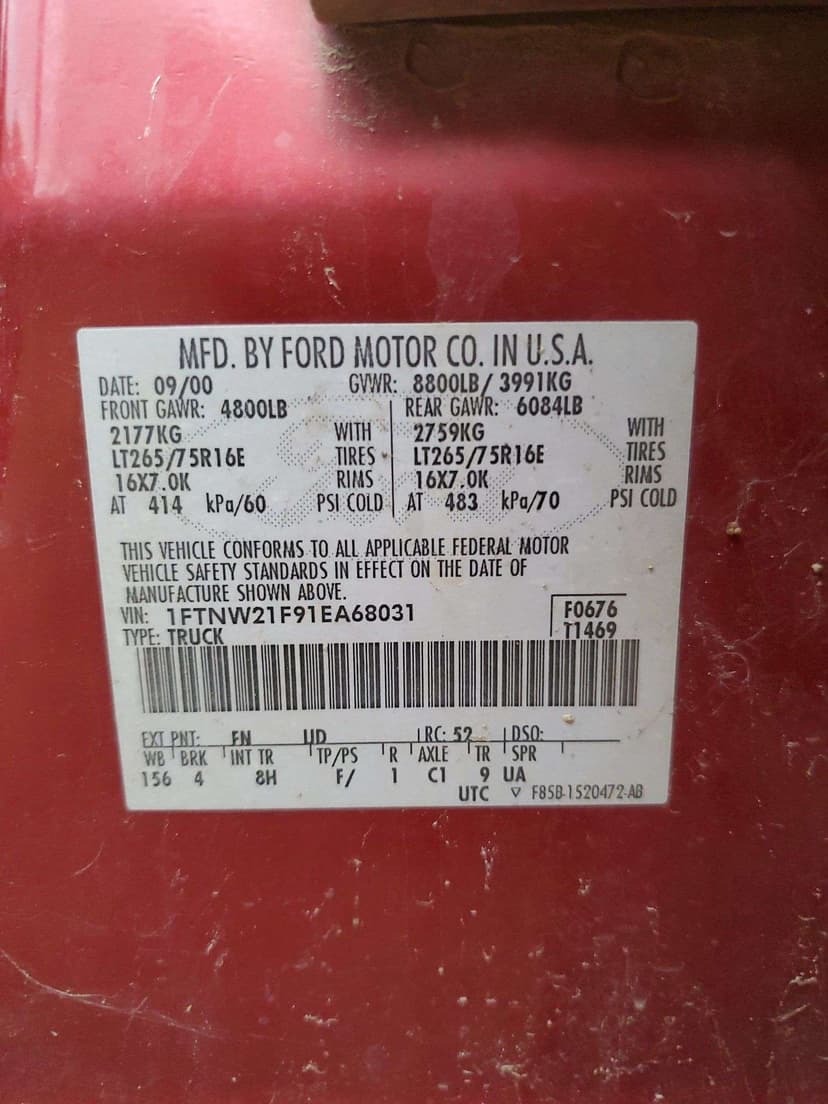 MFD. BY FORD MOTOR CO. IN U.S.A.
DATE: 09/00 GVWR: 8800LB/ 3991KG
FRONT GAWR: 4800LB REAR GAWR: 6084LB
2177KG WITH 2759KG WITH
LT265/75R16E TIRES LT265/75R16E TIRES
16X7.0K RIMS 16X7.0K RIMS
AT 414 kPa/60 PSI COLD AT 483 kPa/70 PSI COLD
THIS VEHICLE CONFORMS TO ALL APPLICABLE FEDERAL MOTOR
VEHICLE SAFETY STANDARDS IN EFFECT ON THE DATE OF
MANUFACTURE SHOWN ABOVE.
VIN: 1FTNW21F91EA68031 F0676
TYPE: TRUCK T1469
EXT PNT: FN UD RC: 52 DSO:
WB BRK INT TR TP/PS R AXLE TR SPR
156 4 8H F/ 1 C1 9 UA
UTC ▽ F85B-1520472-AB